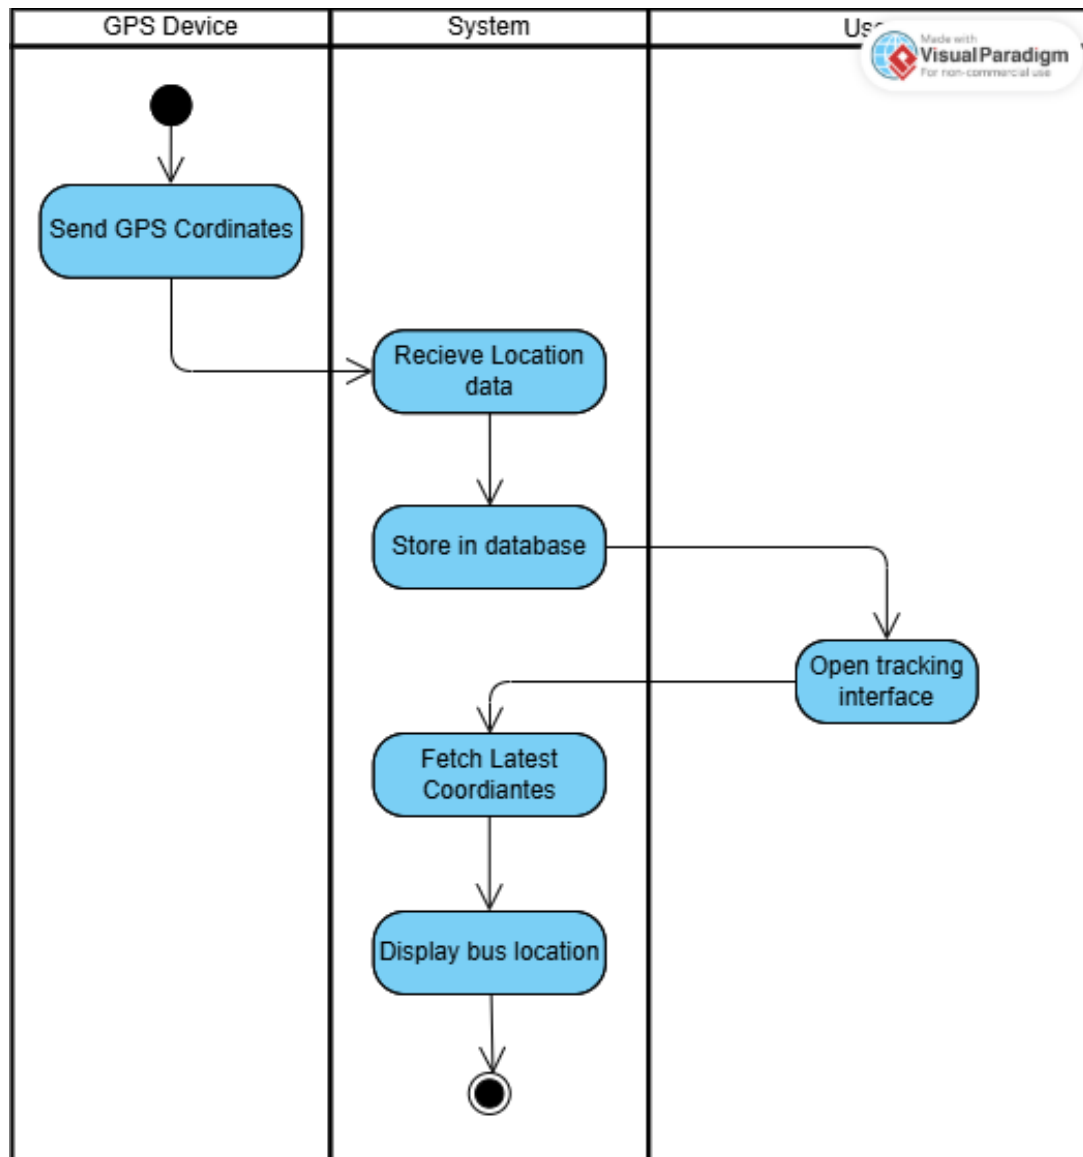 GPS Device
System
Made with
Visual Paradigm
For non-commercial use
Send GPS Cordinates
Recieve Location
data
Store in database
Open tracking
interface
Fetch Latest
Coordiantes
Display bus location